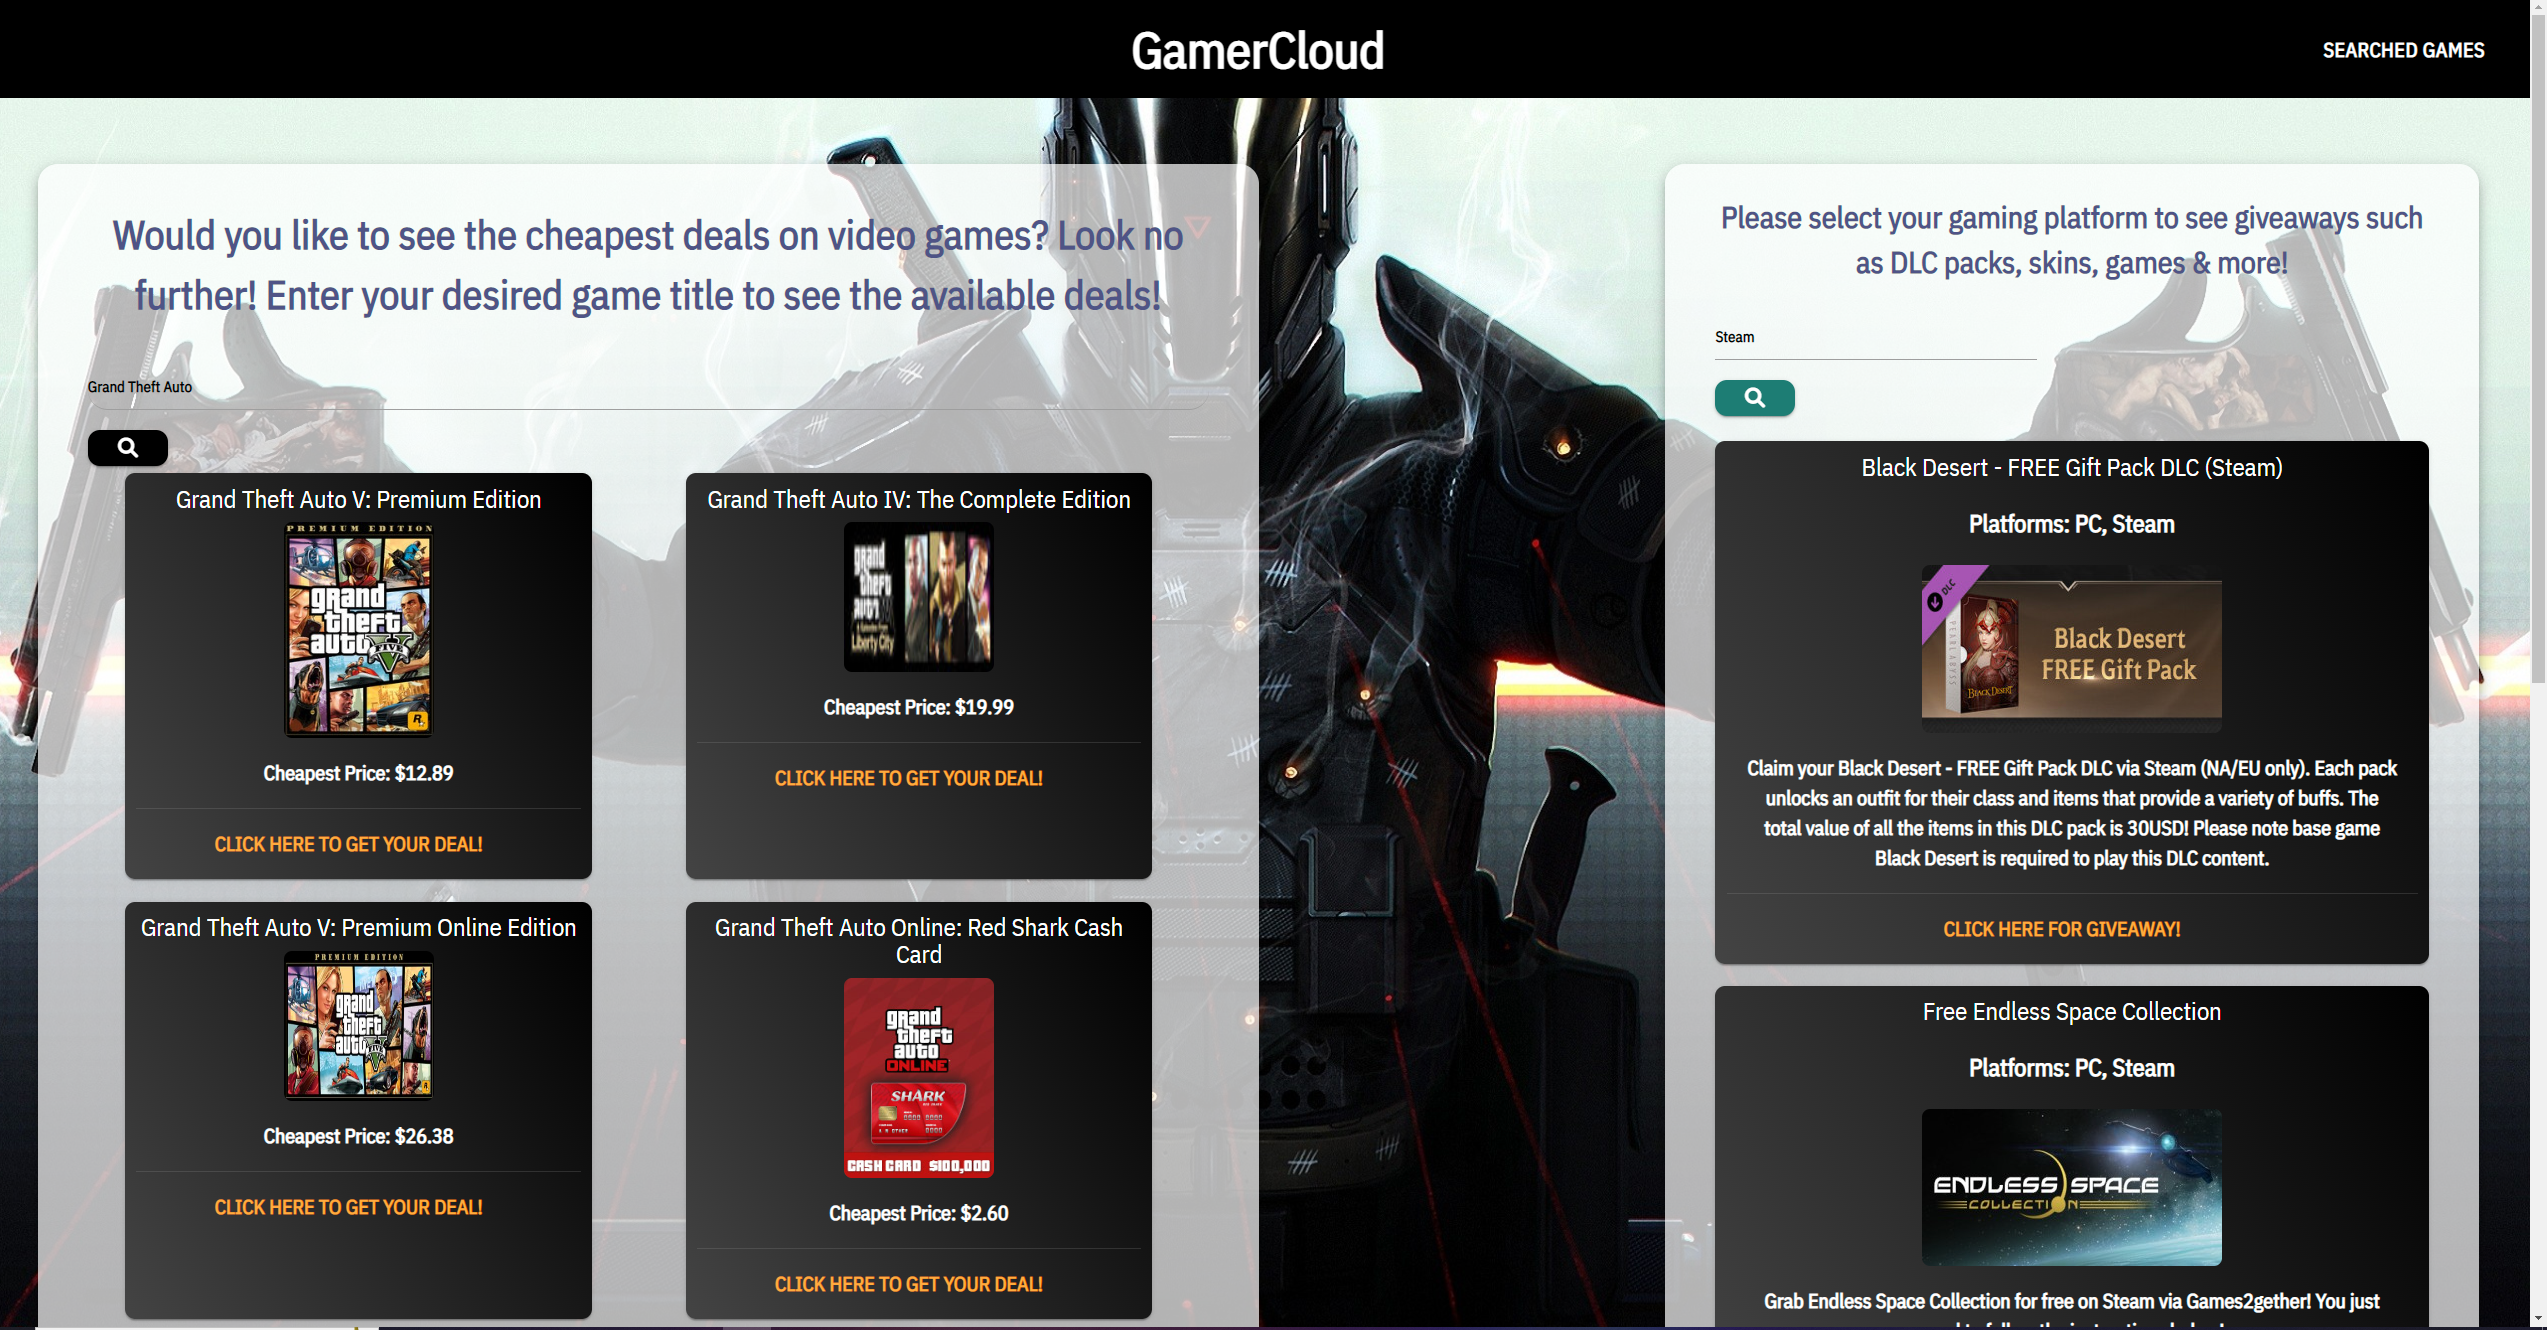 GamerCloud
SEARCHED GAMES
Would you like to see the cheapest deals on video games? Look no
further! Enter your desired game title to see the available deals!
Grand Theft Auto
Grand Theft Auto V: Premium Edition
PREMIUM EDITION
grand
theft
auto
FIVE
V
R
Cheapest Price: $12.89
CLICK HERE TO GET YOUR DEAL!
Grand Theft Auto IV: The Complete Edition
grand
theft
auto
Liberty City
Cheapest Price: $19.99
CLICK HERE TO GET YOUR DEAL!
Grand Theft Auto V: Premium Online Edition
PREMIUM EDITION
grand
theft
auto
FIVE
V
R
Cheapest Price: $26.38
CLICK HERE TO GET YOUR DEAL!
Grand Theft Auto Online: Red Shark Cash
Card
grand
theft
auto
ONLINE
SHARK
CASH CARD $100,000
Cheapest Price: $2.60
CLICK HERE TO GET YOUR DEAL!
Please select your gaming platform to see giveaways such
as DLC packs, skins, games & more!
Steam
Black Desert - FREE Gift Pack DLC (Steam)
Platforms: PC, Steam
DLC
PEARL ABYSS
BLACK DESERT
Black Desert
FREE Gift Pack
Claim your Black Desert - FREE Gift Pack DLC via Steam (NA/EU only). Each pack
unlocks an outfit for their class and items that provide a variety of buffs. The
total value of all the items in this DLC pack is 30USD! Please note base game
Black Desert is required to play this DLC content.
CLICK HERE FOR GIVEAWAY!
Free Endless Space Collection
Platforms: PC, Steam
ENDLESS SPACE
COLLECTION
Grab Endless Space Collection for free on Steam via Games2gether! You just